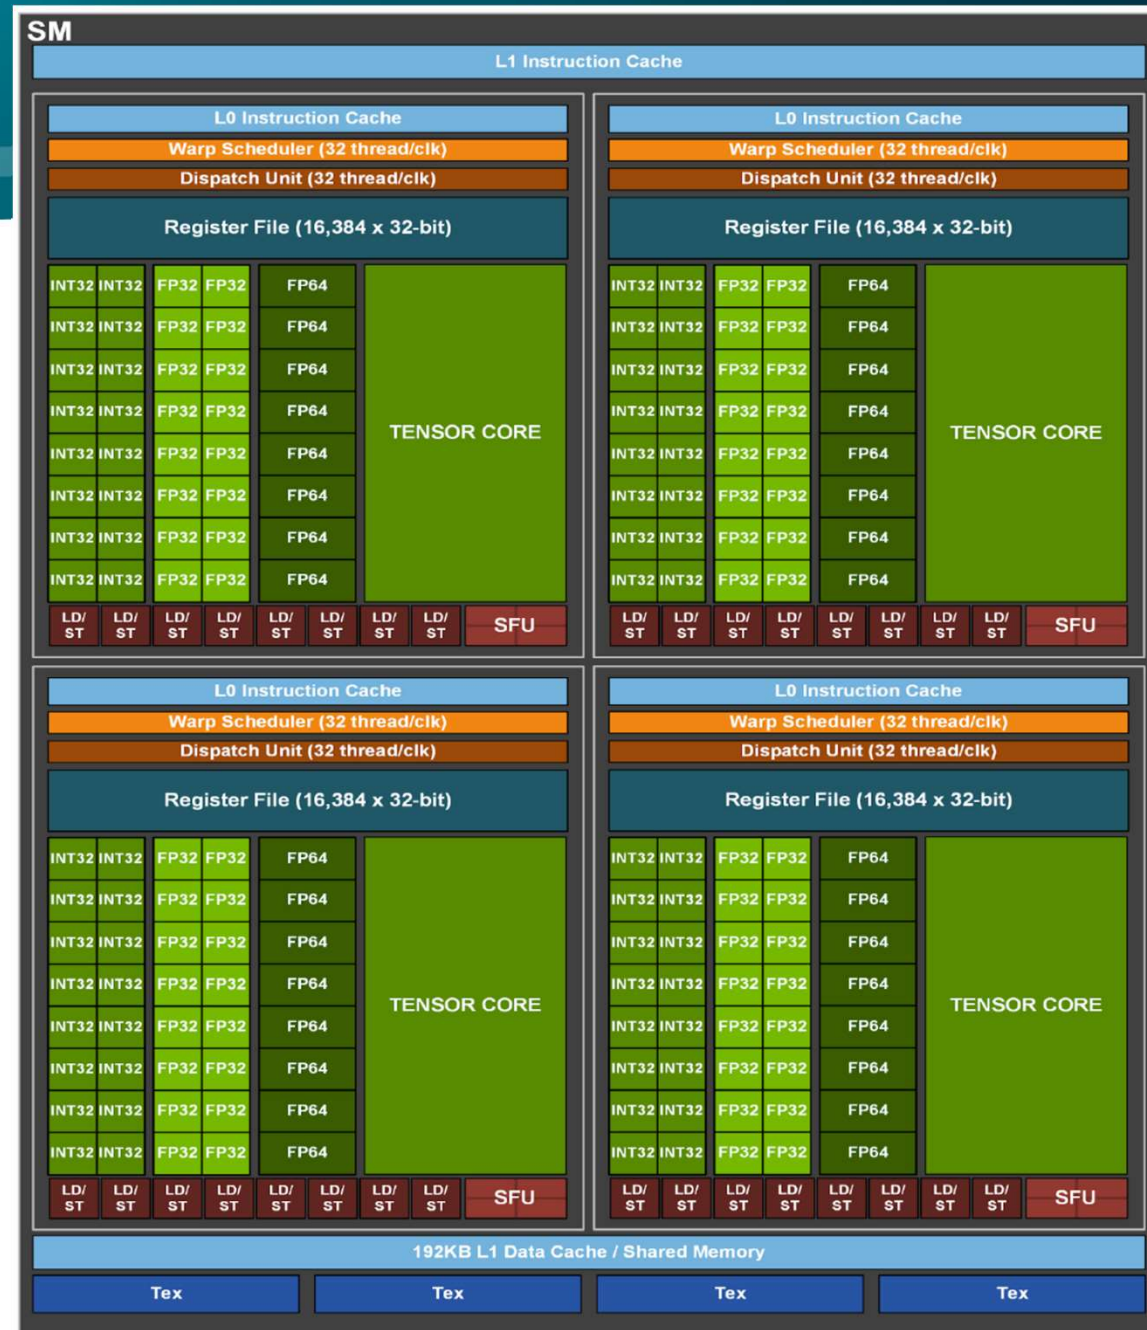 SM
L1 Instruction Cache
L0 Instruction Cache
Warp Scheduler (32 thread/clk)
Dispatch Unit (32 thread/clk)
Register File (16,384 x 32-bit)
INT32 INT32 FP32 FP32 FP64
INT32 INT32 FP32 FP32 FP64
INT32 INT32 FP32 FP32 FP64
INT32 INT32 FP32 FP32 FP64
TENSOR CORE
INT32 INT32 FP32 FP32 FP64
INT32 INT32 FP32 FP32 FP64
INT32 INT32 FP32 FP32 FP64
INT32 INT32 FP32 FP32 FP64
LD/ LD/ LD/ LD/ LD/ LD/ LD/ LD/
ST ST ST ST ST ST ST ST
SFU
L0 Instruction Cache
Warp Scheduler (32 thread/clk)
Dispatch Unit (32 thread/clk)
Register File (16,384 x 32-bit)
INT32 INT32 FP32 FP32 FP64
INT32 INT32 FP32 FP32 FP64
INT32 INT32 FP32 FP32 FP64
INT32 INT32 FP32 FP32 FP64
TENSOR CORE
INT32 INT32 FP32 FP32 FP64
INT32 INT32 FP32 FP32 FP64
INT32 INT32 FP32 FP32 FP64
INT32 INT32 FP32 FP32 FP64
LD/ LD/ LD/ LD/ LD/ LD/ LD/ LD/
ST ST ST ST ST ST ST ST
SFU
L0 Instruction Cache
Warp Scheduler (32 thread/clk)
Dispatch Unit (32 thread/clk)
Register File (16,384 x 32-bit)
INT32 INT32 FP32 FP32 FP64
INT32 INT32 FP32 FP32 FP64
INT32 INT32 FP32 FP32 FP64
INT32 INT32 FP32 FP32 FP64
TENSOR CORE
INT32 INT32 FP32 FP32 FP64
INT32 INT32 FP32 FP32 FP64
INT32 INT32 FP32 FP32 FP64
INT32 INT32 FP32 FP32 FP64
LD/ LD/ LD/ LD/ LD/ LD/ LD/ LD/
ST ST ST ST ST ST ST ST
SFU
L0 Instruction Cache
Warp Scheduler (32 thread/clk)
Dispatch Unit (32 thread/clk)
Register File (16,384 x 32-bit)
INT32 INT32 FP32 FP32 FP64
INT32 INT32 FP32 FP32 FP64
INT32 INT32 FP32 FP32 FP64
INT32 INT32 FP32 FP32 FP64
TENSOR CORE
INT32 INT32 FP32 FP32 FP64
INT32 INT32 FP32 FP32 FP64
INT32 INT32 FP32 FP32 FP64
INT32 INT32 FP32 FP32 FP64
LD/ LD/ LD/ LD/ LD/ LD/ LD/ LD/
ST ST ST ST ST ST ST ST
SFU
192KB L1 Data Cache / Shared Memory
Tex Tex Tex Tex